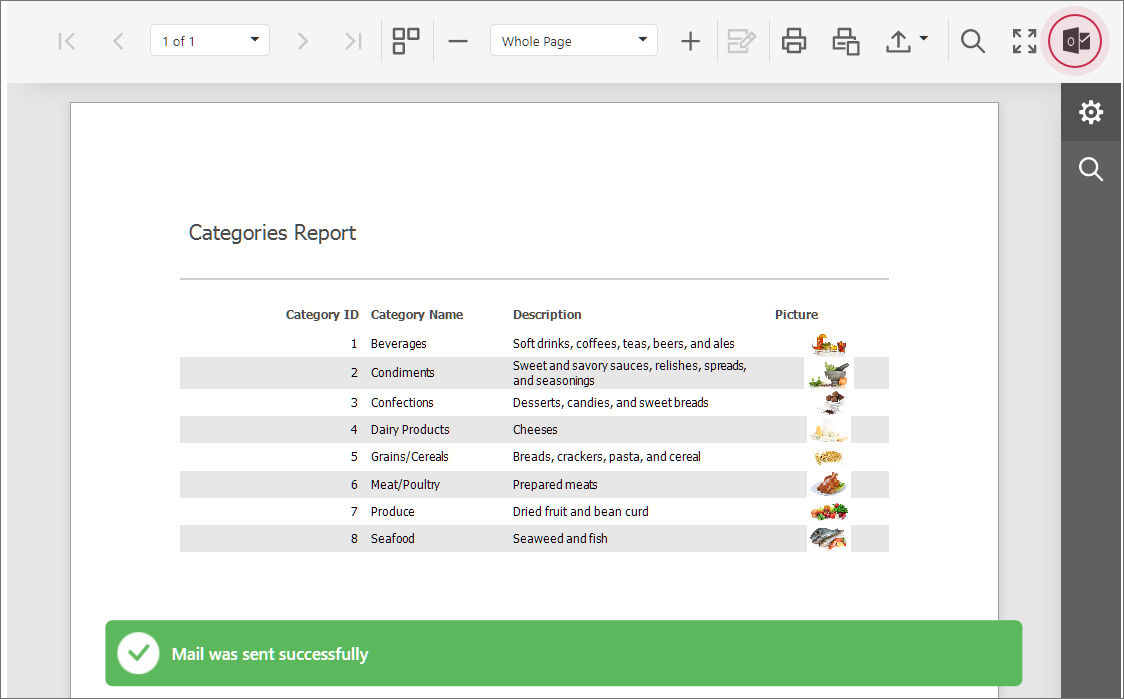 1 of 1 Whole Page O
Categories Report
Category ID Category Name Description Picture
1 Beverages Soft drinks, coffees, teas, beers, and ales
2 Condiments Sweet and savory sauces, relishes, spreads,
and seasonings
3 Confections Desserts, candies, and sweet breads
4 Dairy Products Cheeses
5 Grains/Cereals Breads, crackers, pasta, and cereal
6 Meat/Poultry Prepared meats
7 Produce Dried fruit and bean curd
8 Seafood Seaweed and fish
Mail was sent successfully